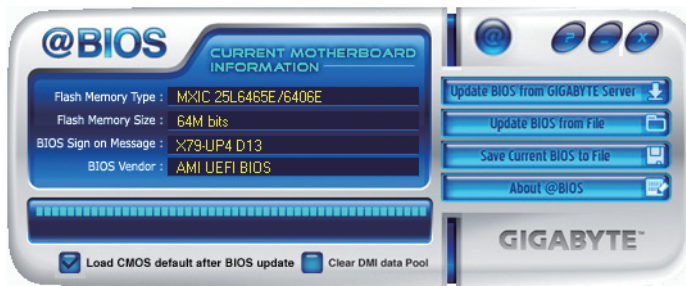 @BIOS
CURRENT MOTHERBOARD
INFORMATION
Flash Memory Type : MXIC 25L6465E/6406E
Flash Memory Size : 64M bits
BIOS Sign on Message : X79-UP4 D13
BIOS Vendor : AMI UEFI BIOS
Load CMOS default after BIOS update Clear DMI data Pool
@ ? - X
Update BIOS from GIGABYTE Server
Update BIOS from File
Save Current BIOS to File
About @BIOS
GIGABYTE™